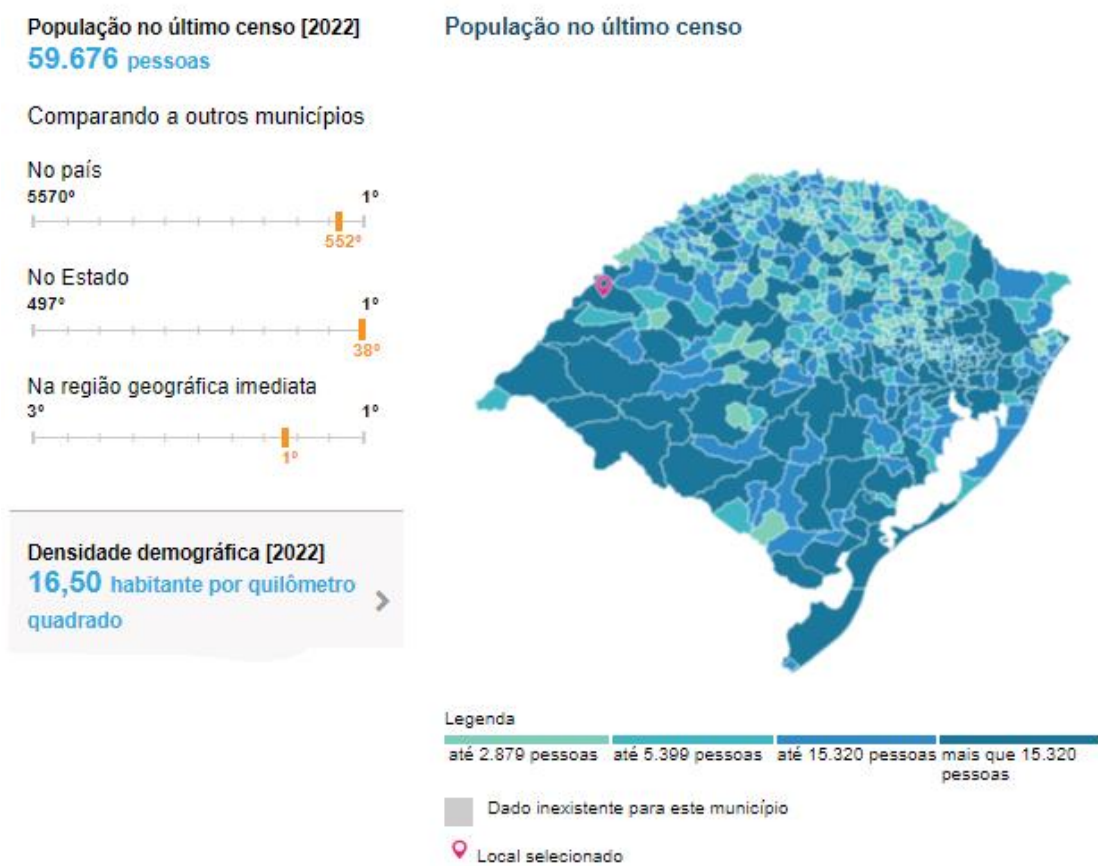 População no último censo [2022]
59.676 pessoas
Comparando a outros municípios
No país
5570º 1º
552º
No Estado
497º 1º
38º
Na região geográfica imediata
3º 1º
1º
Densidade demográfica [2022]
16,50 habitante por quilômetro
quadrado
População no último censo
Legenda
até 2.879 pessoas até 5.399 pessoas até 15.320 pessoas mais que 15.320
pessoas
Dado inexistente para este município
Local selecionado